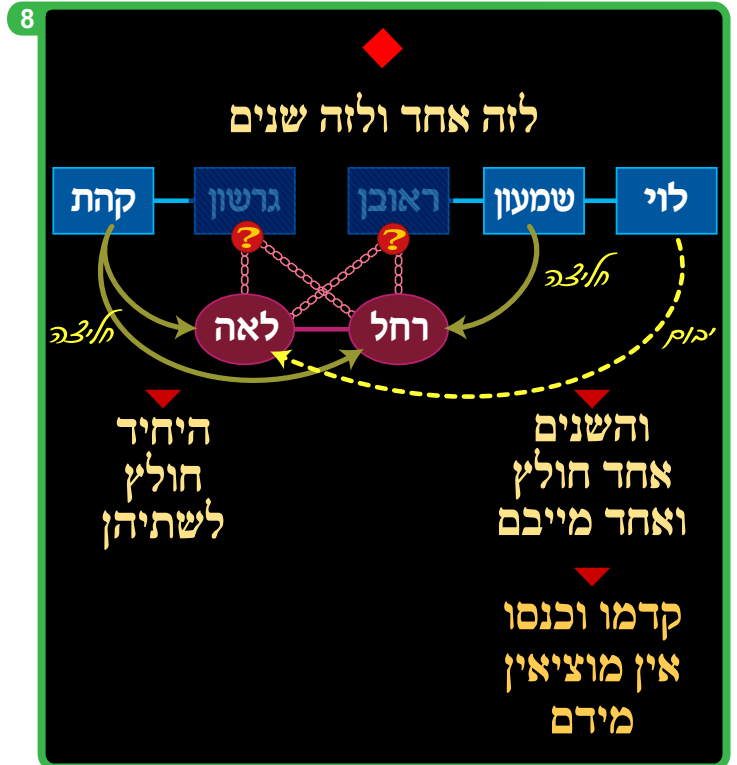 8
לזה אחד ולזה שנים
לוי שמעון ראובן גרשון קהת
? ?
חליצה
רחל לאה
חליצה
יבום
והשנים
אחד חולץ
ואחד מייבם
היחיד
חולץ
לשתיהן
קדמו וכנסו
אין מוציאין
מידם